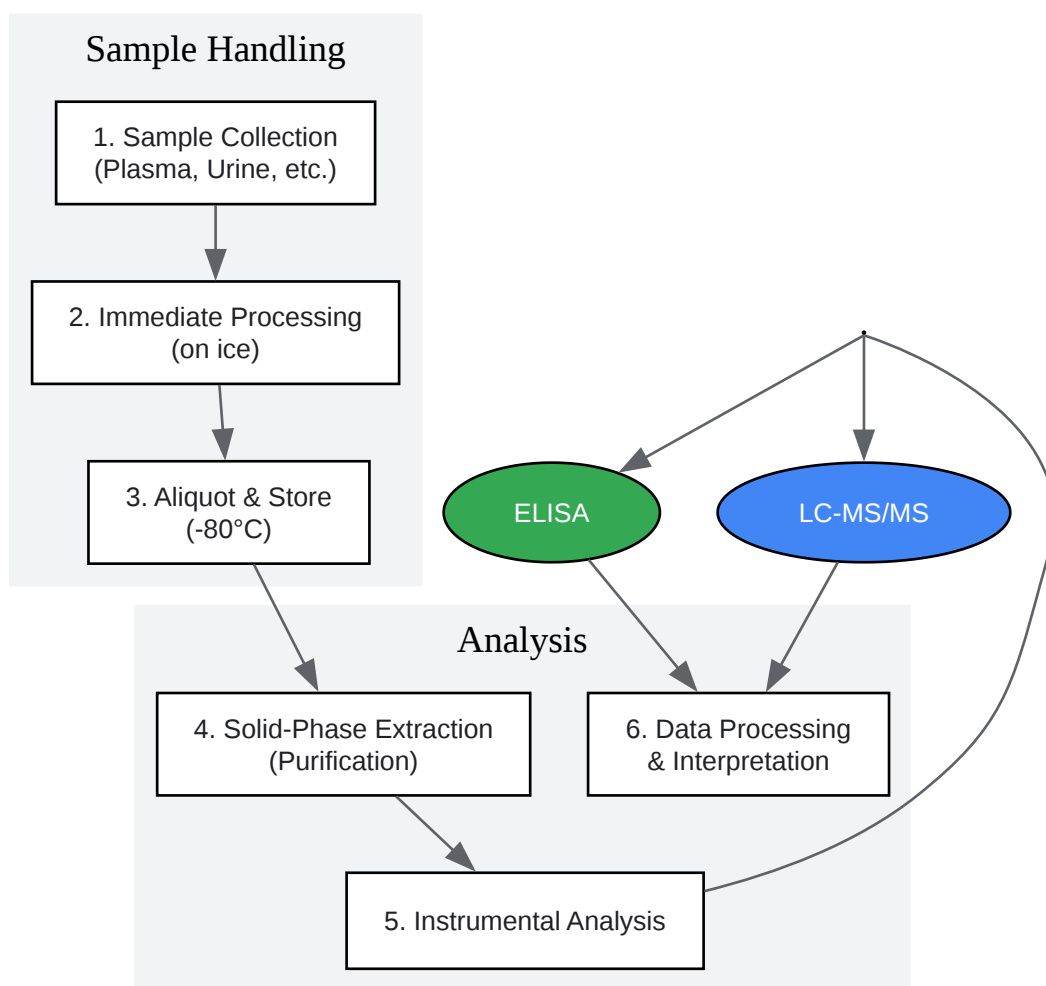 Sample Handling
1. Sample Collection
(Plasma, Urine, etc.)
2. Immediate Processing
(on ice)
3. Aliquot & Store
(-80°C)
ELISA
LC-MS/MS
Analysis
4. Solid-Phase Extraction
(Purification)
6. Data Processing
& Interpretation
5. Instrumental Analysis